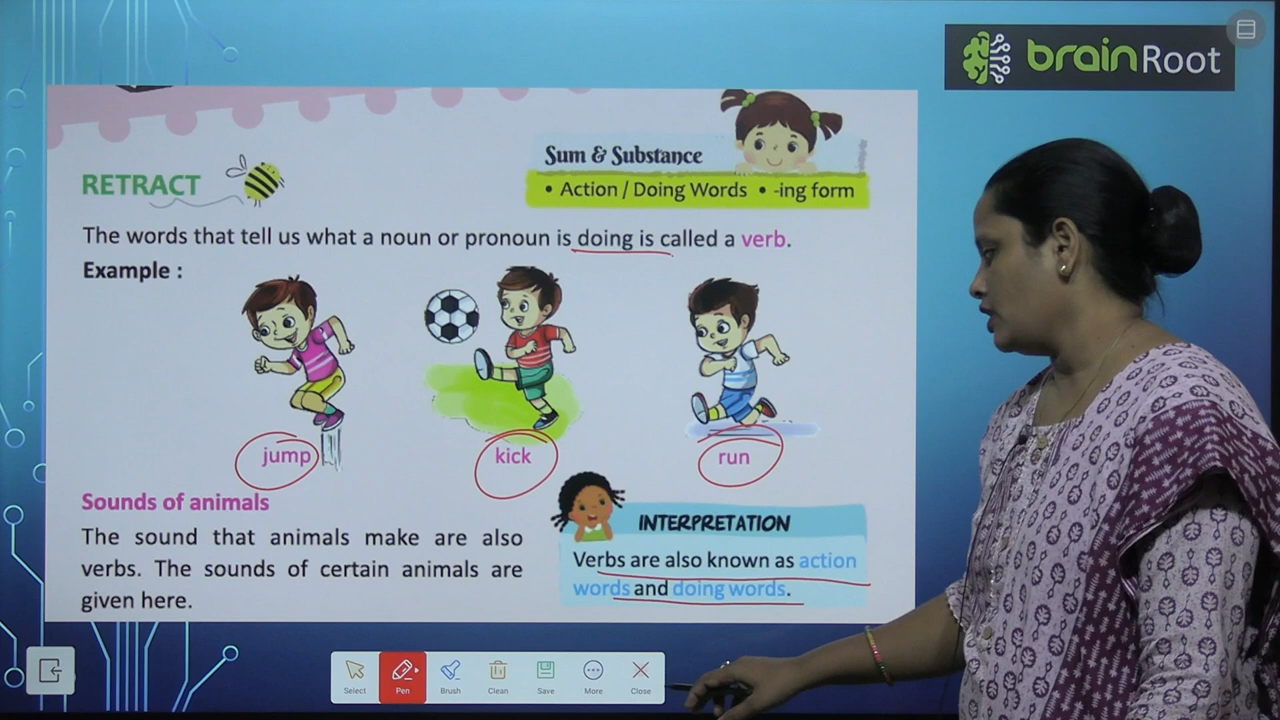 brainRoot
Sum & Substance
• Action / Doing Words • -ing form
RETRACT
The words that tell us what a noun or pronoun is doing is called a verb.
Example :
jump
kick
run
Sounds of animals
The sound that animals make are also
verbs. The sounds of certain animals are
given here.
INTERPRETATION
Verbs are also known as action
words and doing words.
Select
Pen
Brush
Clean
Save
More
Close